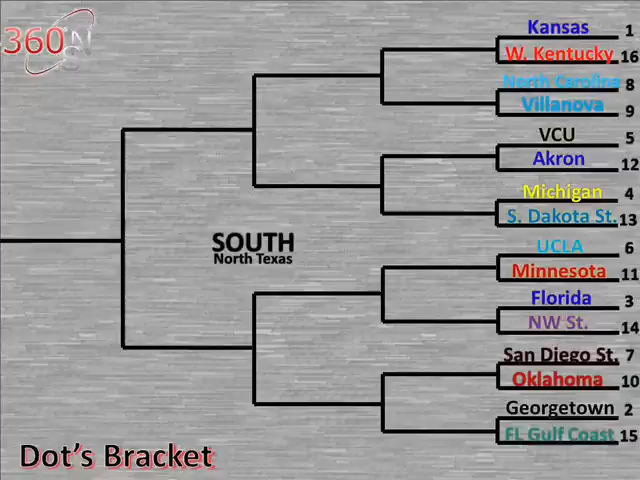 360
N
S
Kansas 1
W. Kentucky 16
North Carolina 8
Villanova 9
VCU 5
Akron 12
Michigan 4
S. Dakota St. 13
SOUTH
North Texas
UCLA 6
Minnesota 11
Florida 3
NW St. 14
San Diego St. 7
Oklahoma 10
Georgetown 2
FL Gulf Coast 15
Dot's Bracket